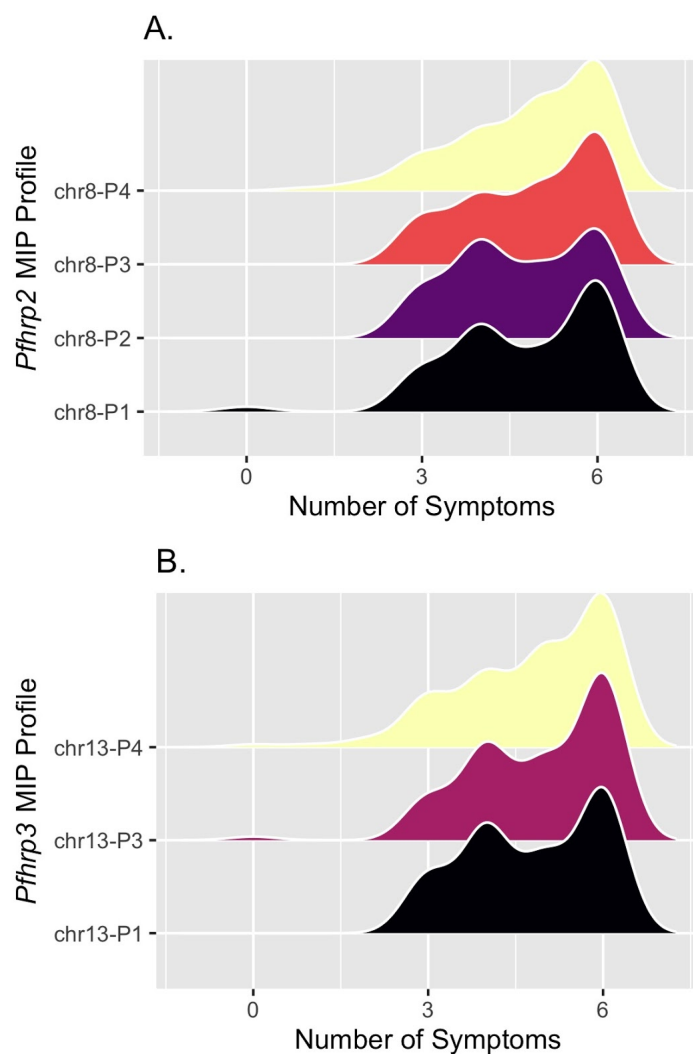 A.
Pfhrp2 MIP Profile
chr8-P4
chr8-P3
chr8-P2
chr8-P1
0 3 6
Number of Symptoms
B.
Pfhrp3 MIP Profile
chr13-P4
chr13-P3
chr13-P1
0 3 6
Number of Symptoms